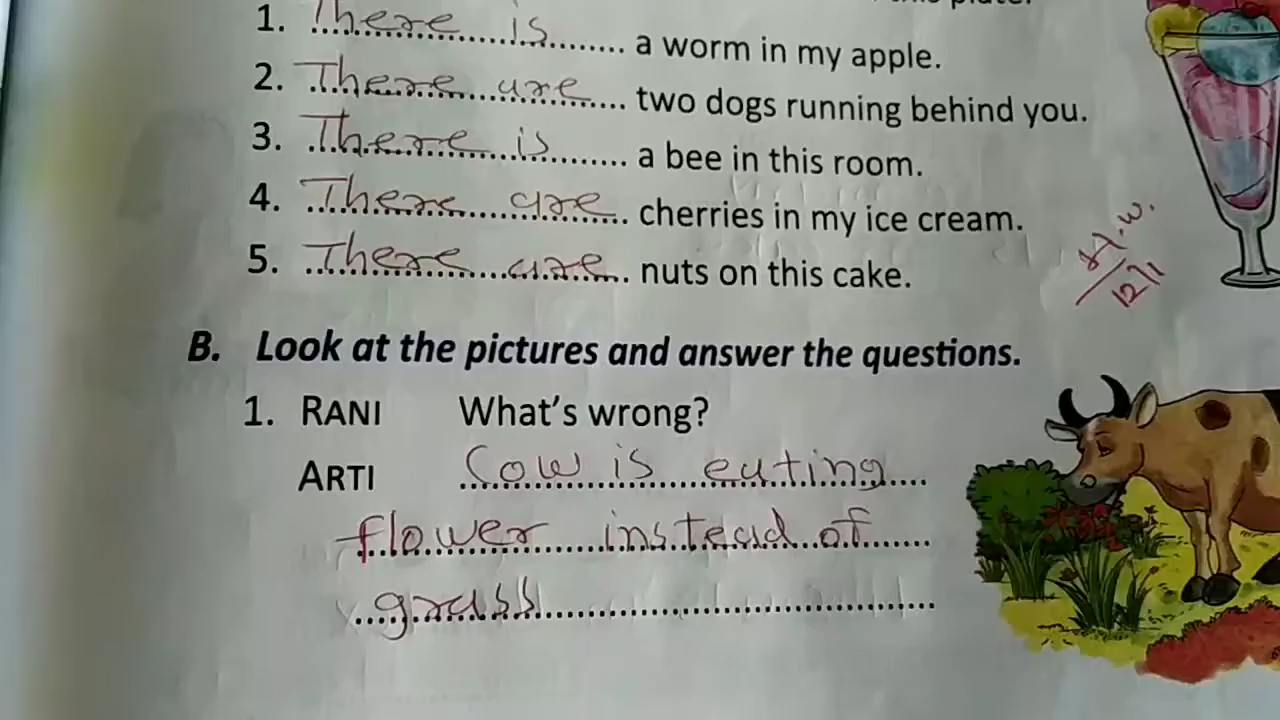 1. There is ........ a worm in my apple.
2. There are .... two dogs running behind you.
3. There is ........ a bee in this room.
4. There are . cherries in my ice cream.
5. There are . nuts on this cake.
H.W.
12/1
B. Look at the pictures and answer the questions.
1. RANI What's wrong?
ARTI Cow is eating
flower instead of
grass